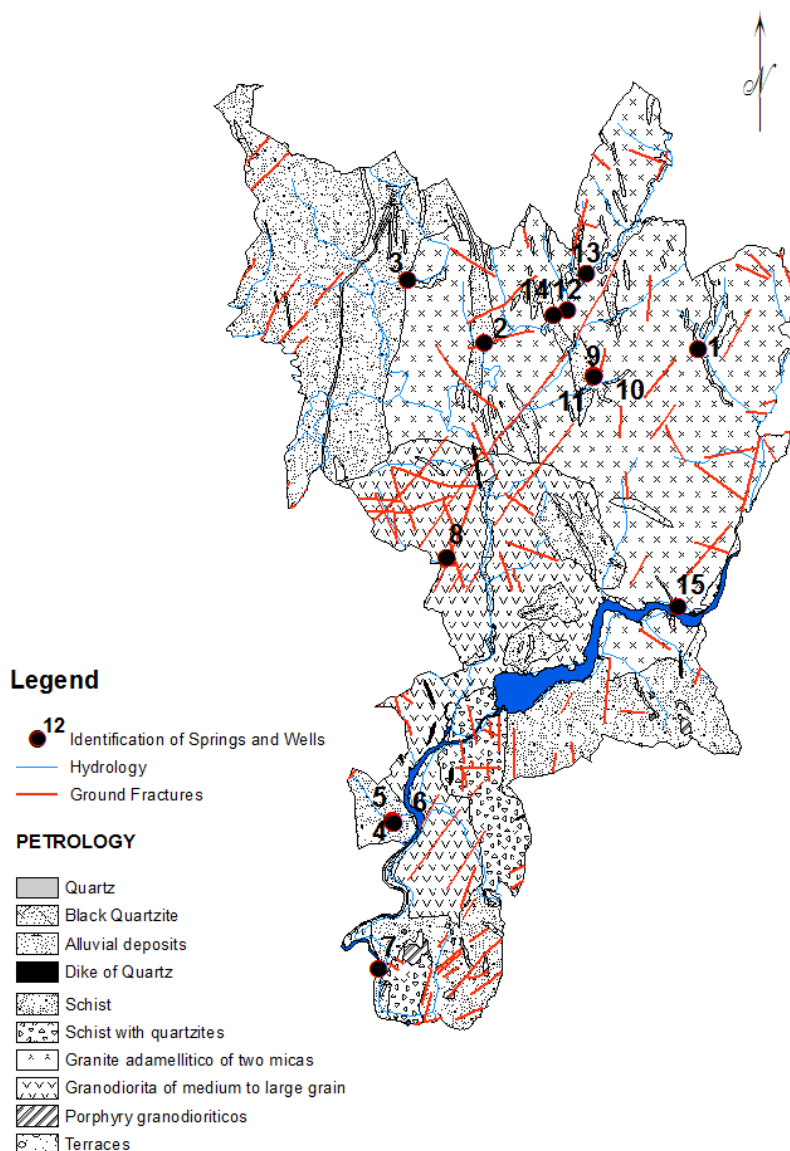 N
13
3
14 12
2
1
9
10
11
8
15
5
6
4
7
Legend
12 Identification of Springs and Wells
Hydrology
Ground Fractures
PETROLOGY
Quartz
Black Quartzite
Alluvial deposits
Dike of Quartz
Schist
Schist with quartzites
Granite adamellitico of two micas
Granodiorita of medium to large grain
Porphyry granodioriticos
Terraces